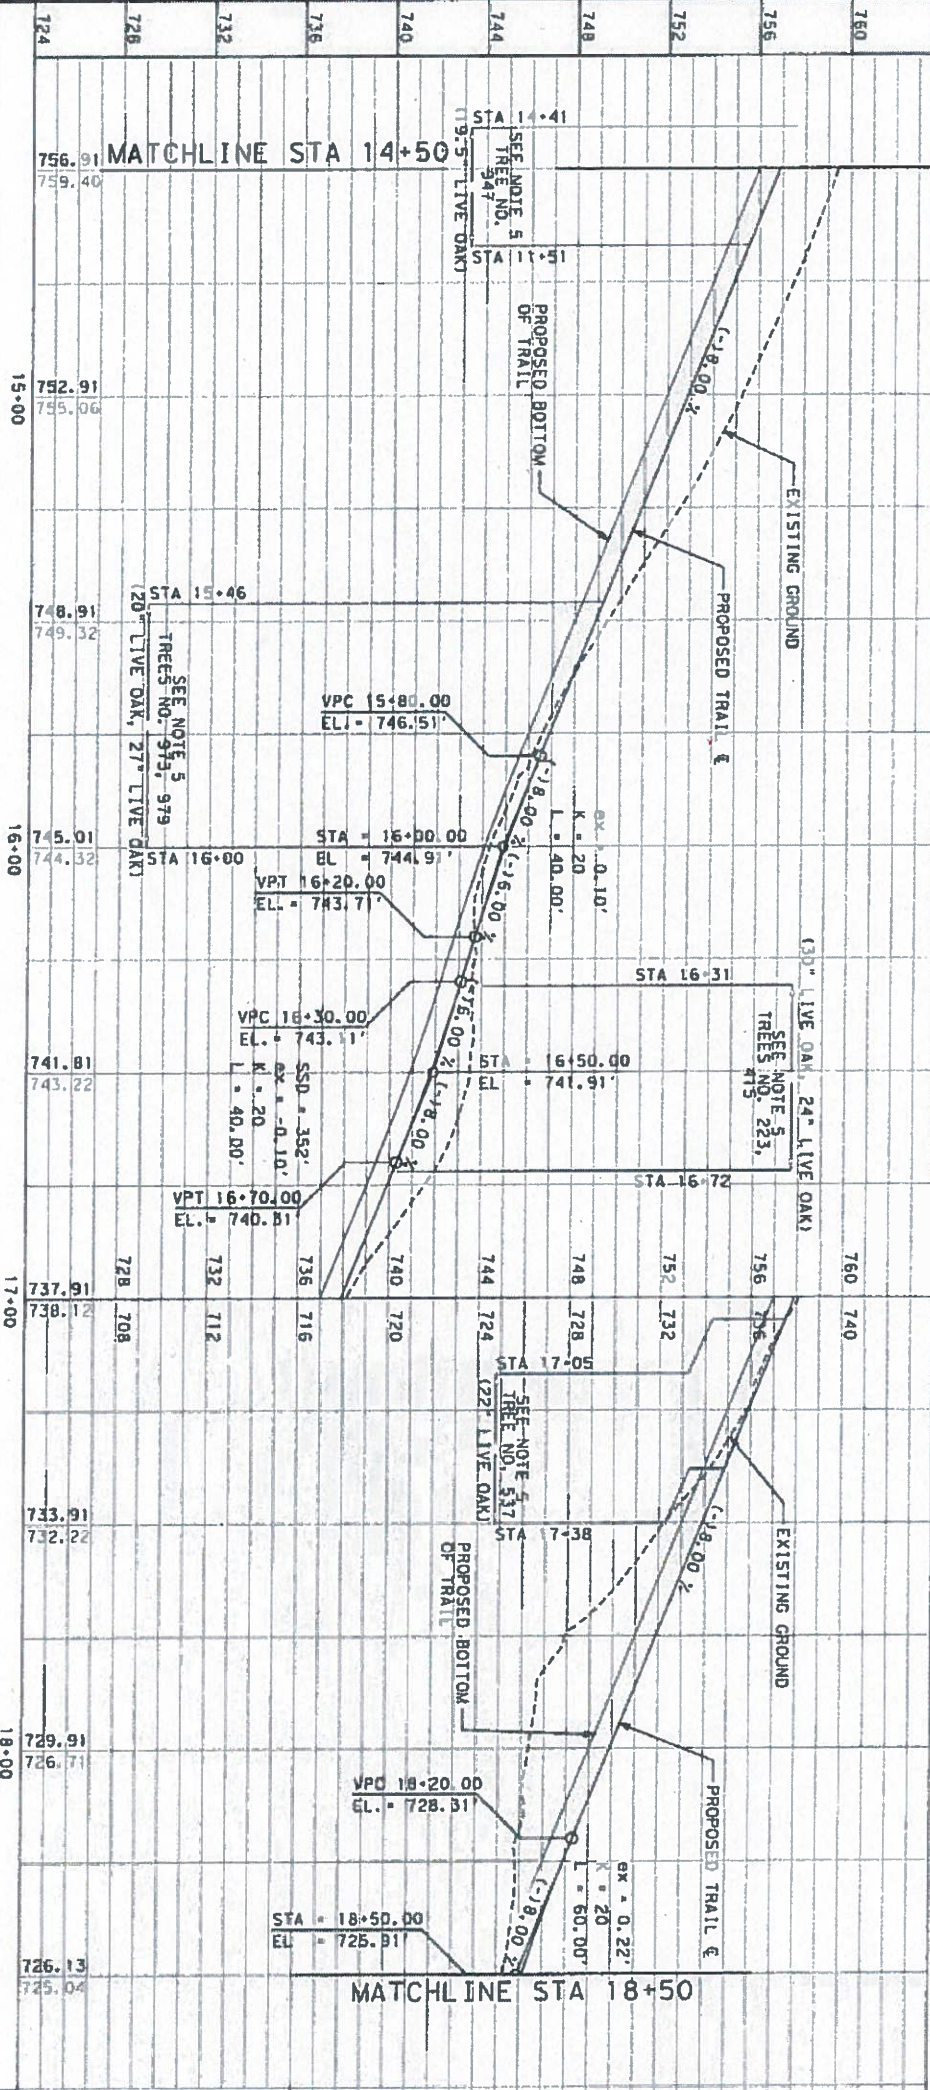 724
728
732
736
740
744
748
752
756
760
MATCHLINE STA 14+50
756.91
759.40
STA 14+41
SEE NOTE 5
TREE NO.
947
LIVE OAK)
PROPOSED BOTTOM
OF TRAIL
(-)8.00 %
EXISTING GROUND
PROPOSED TRAIL ℄
15+00
752.91
755.06
STA 15+46
SEE NOTE 5
TREES NO. 973, 979
(20" LIVE OAK, 27" LIVE OAK)
STA 16+00
748.91
749.32
VPC 15+80.00
EL. = 746.51'
(-)8.00 %
ex = 0.10'
K = 20
L = 40.00'
STA = 16+00.00
EL = 744.91'
(-)6.00 %
16+00
745.01
744.32
VPT 16+20.00
EL. = 743.71'
VPC 16+30.00
EL. = 743.11'
(-)6.00 %
STA 16+31
SEE NOTE 5
TREES NO. 223,
415
(30" LIVE OAK, 24" LIVE OAK)
STA 16+72
STA = 16+50.00
EL = 741.91'
(-)8.00 %
SSD = 352'
ex = -0.10'
K = 20
L = 40.00'
741.81
743.22
VPT 16+70.00
EL. = 740.31'
728
732
736
740
744
748
752
756
760
17+00
737.91
738.12
708
712
716
720
724
728
732
736
740
STA 17+05
SEE NOTE 5
TREE NO. 537
(22" LIVE OAK)
STA 17+38
(-)8.00 %
EXISTING GROUND
733.91
732.22
PROPOSED BOTTOM
OF TRAIL
PROPOSED TRAIL ℄
18+00
729.91
726.71
VPC 18+20.00
EL. = 728.31'
ex = 0.22'
K = 20
L = 60.00'
(-)8.00 %
STA = 18+50.00
EL = 725.91'
726.13
725.04
MATCHLINE STA 18+50